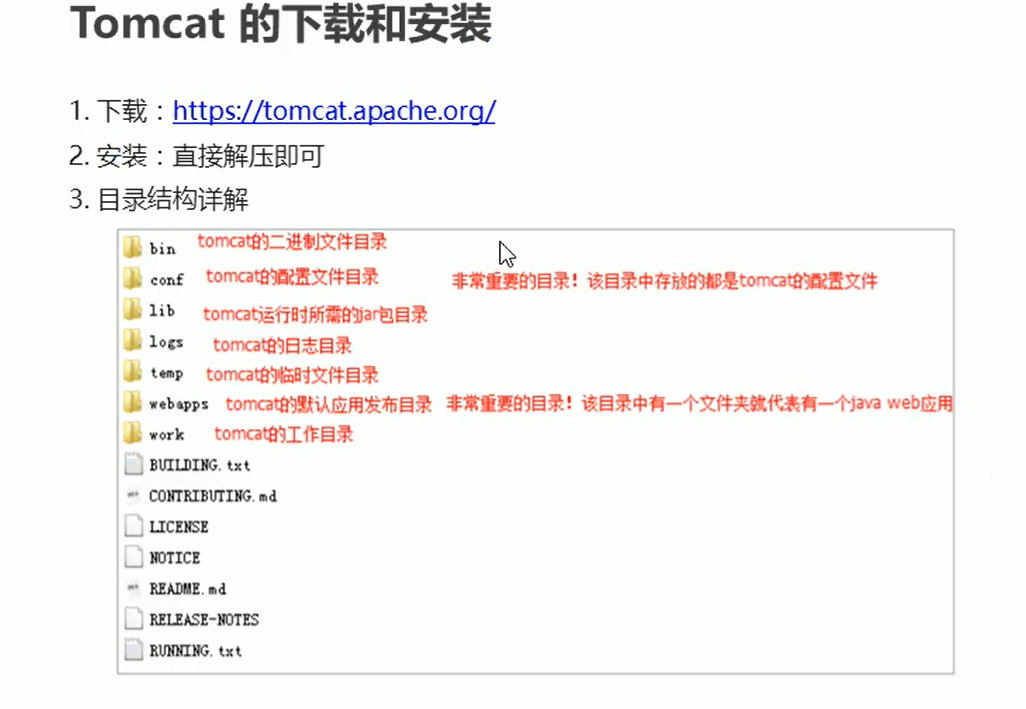 Tomcat 的下载和安装
1. 下载：https://tomcat.apache.org/
2. 安装：直接解压即可
3. 目录结构详解
bin tomcat的二进制文件目录
conf tomcat的配置文件目录 非常重要的目录！该目录中存放的都是tomcat的配置文件
lib tomcat运行时所需的jar包目录
logs tomcat的日志目录
temp tomcat的临时文件目录
webapps tomcat的默认应用发布目录 非常重要的目录！该目录中有一个文件夹就代表有一个java web应用
work tomcat的工作目录
BUILDING.txt
CONTRIBUTING.md
LICENSE
NOTICE
README.md
RELEASE-NOTES
RUNNING.txt